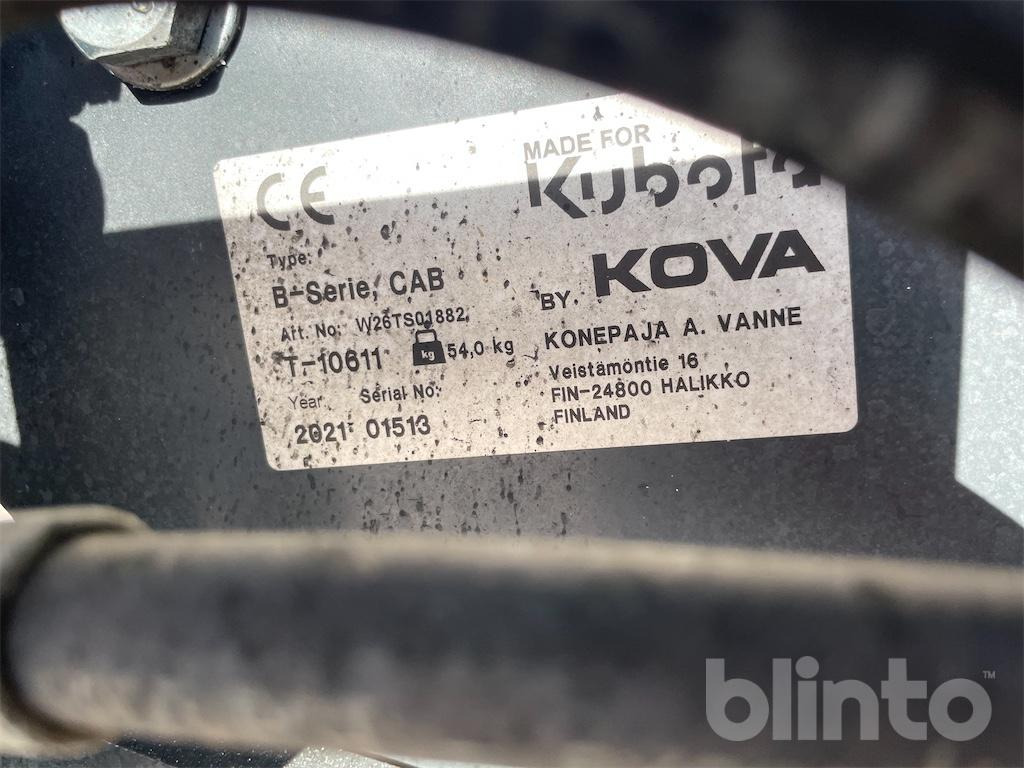 CE
MADE FOR
Kubota
BY. KOVA
Type:
B-Serie, CAB
Art. No: W26TS01882
T-10611 kg 54,0 kg
Year Serial No:
2021 01513
KONEPAJA A. VANNE
Veistämöntie 16
FIN-24800 HALIKKO
FINLAND
blinto™